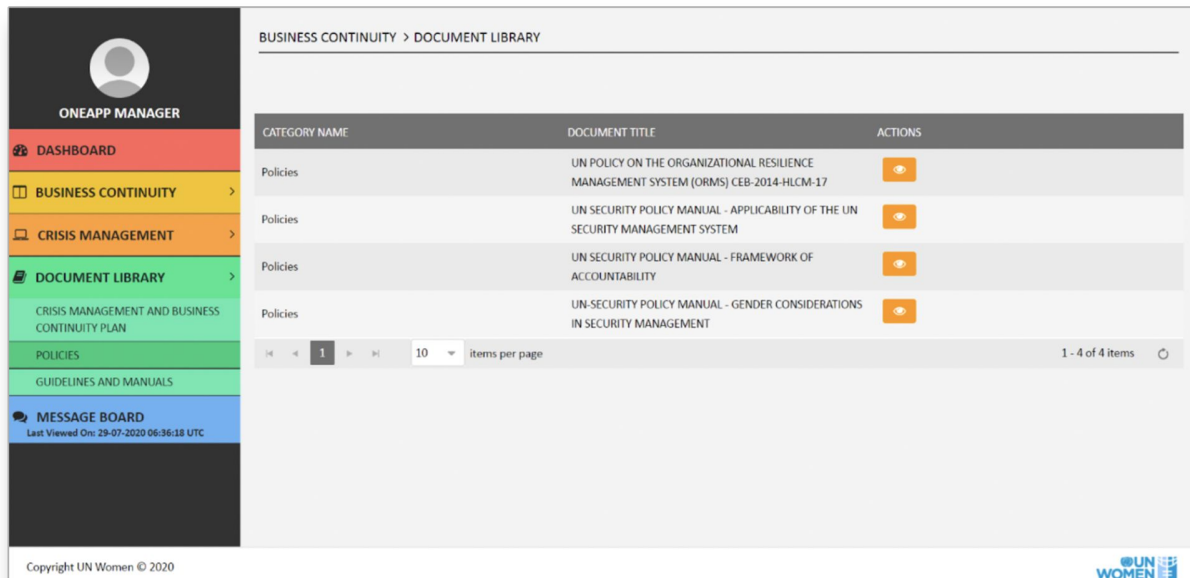 BUSINESS CONTINUITY > DOCUMENT LIBRARY
ONEAPP MANAGER
DASHBOARD
BUSINESS CONTINUITY >
CRISIS MANAGEMENT >
DOCUMENT LIBRARY >
CRISIS MANAGEMENT AND BUSINESS
CONTINUITY PLAN
POLICIES
GUIDELINES AND MANUALS
MESSAGE BOARD
Last Viewed On: 29-07-2020 06:36:18 UTC
CATEGORY NAME DOCUMENT TITLE ACTIONS
Policies UN POLICY ON THE ORGANIZATIONAL RESILIENCE
MANAGEMENT SYSTEM (ORMS) CEB-2014-HLCM-17
Policies UN SECURITY POLICY MANUAL - APPLICABILITY OF THE UN
SECURITY MANAGEMENT SYSTEM
Policies UN SECURITY POLICY MANUAL - FRAMEWORK OF
ACCOUNTABILITY
Policies UN-SECURITY POLICY MANUAL - GENDER CONSIDERATIONS
IN SECURITY MANAGEMENT
1 10 items per page 1 - 4 of 4 items
Copyright UN Women © 2020
UN
WOMEN